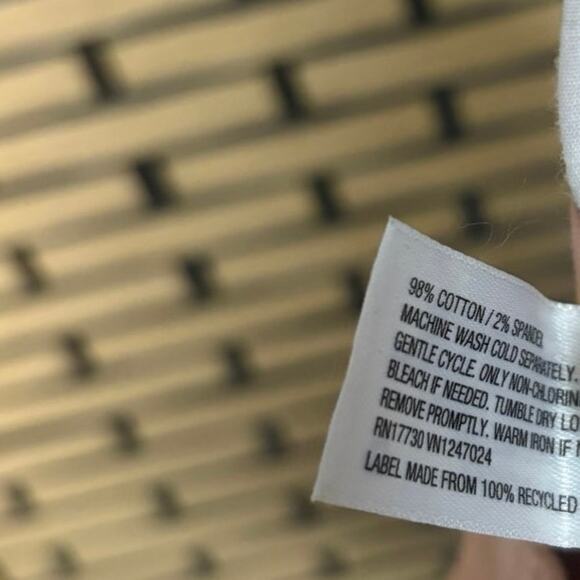 98% COTTON / 2% SPANDEX
MACHINE WASH COLD SEPARATELY.
GENTLE CYCLE. ONLY NON-CHLORIN
BLEACH IF NEEDED. TUMBLE DRY LO
REMOVE PROMPTLY. WARM IRON IF
RN17730 VN1247024
LABEL MADE FROM 100% RECYCLED